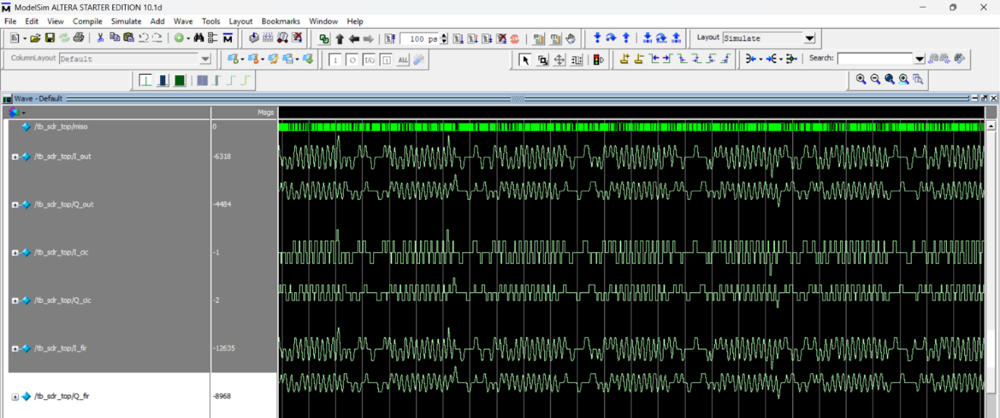 ModelSim ALTERA STARTER EDITION 10.1d
File Edit View Compile Simulate Add Wave Tools Layout Bookmarks Window Help
100 ps Layout Simulate
ColumnLayout Default ALL Search:
Wave - Default
Msgs
/tb_sdr_top/miso 0
/tb_sdr_top/I_out -6318
/tb_sdr_top/Q_out -4484
/tb_sdr_top/I_cic -1
/tb_sdr_top/Q_cic -2
/tb_sdr_top/I_fir -12635
/tb_sdr_top/Q_fir -8968